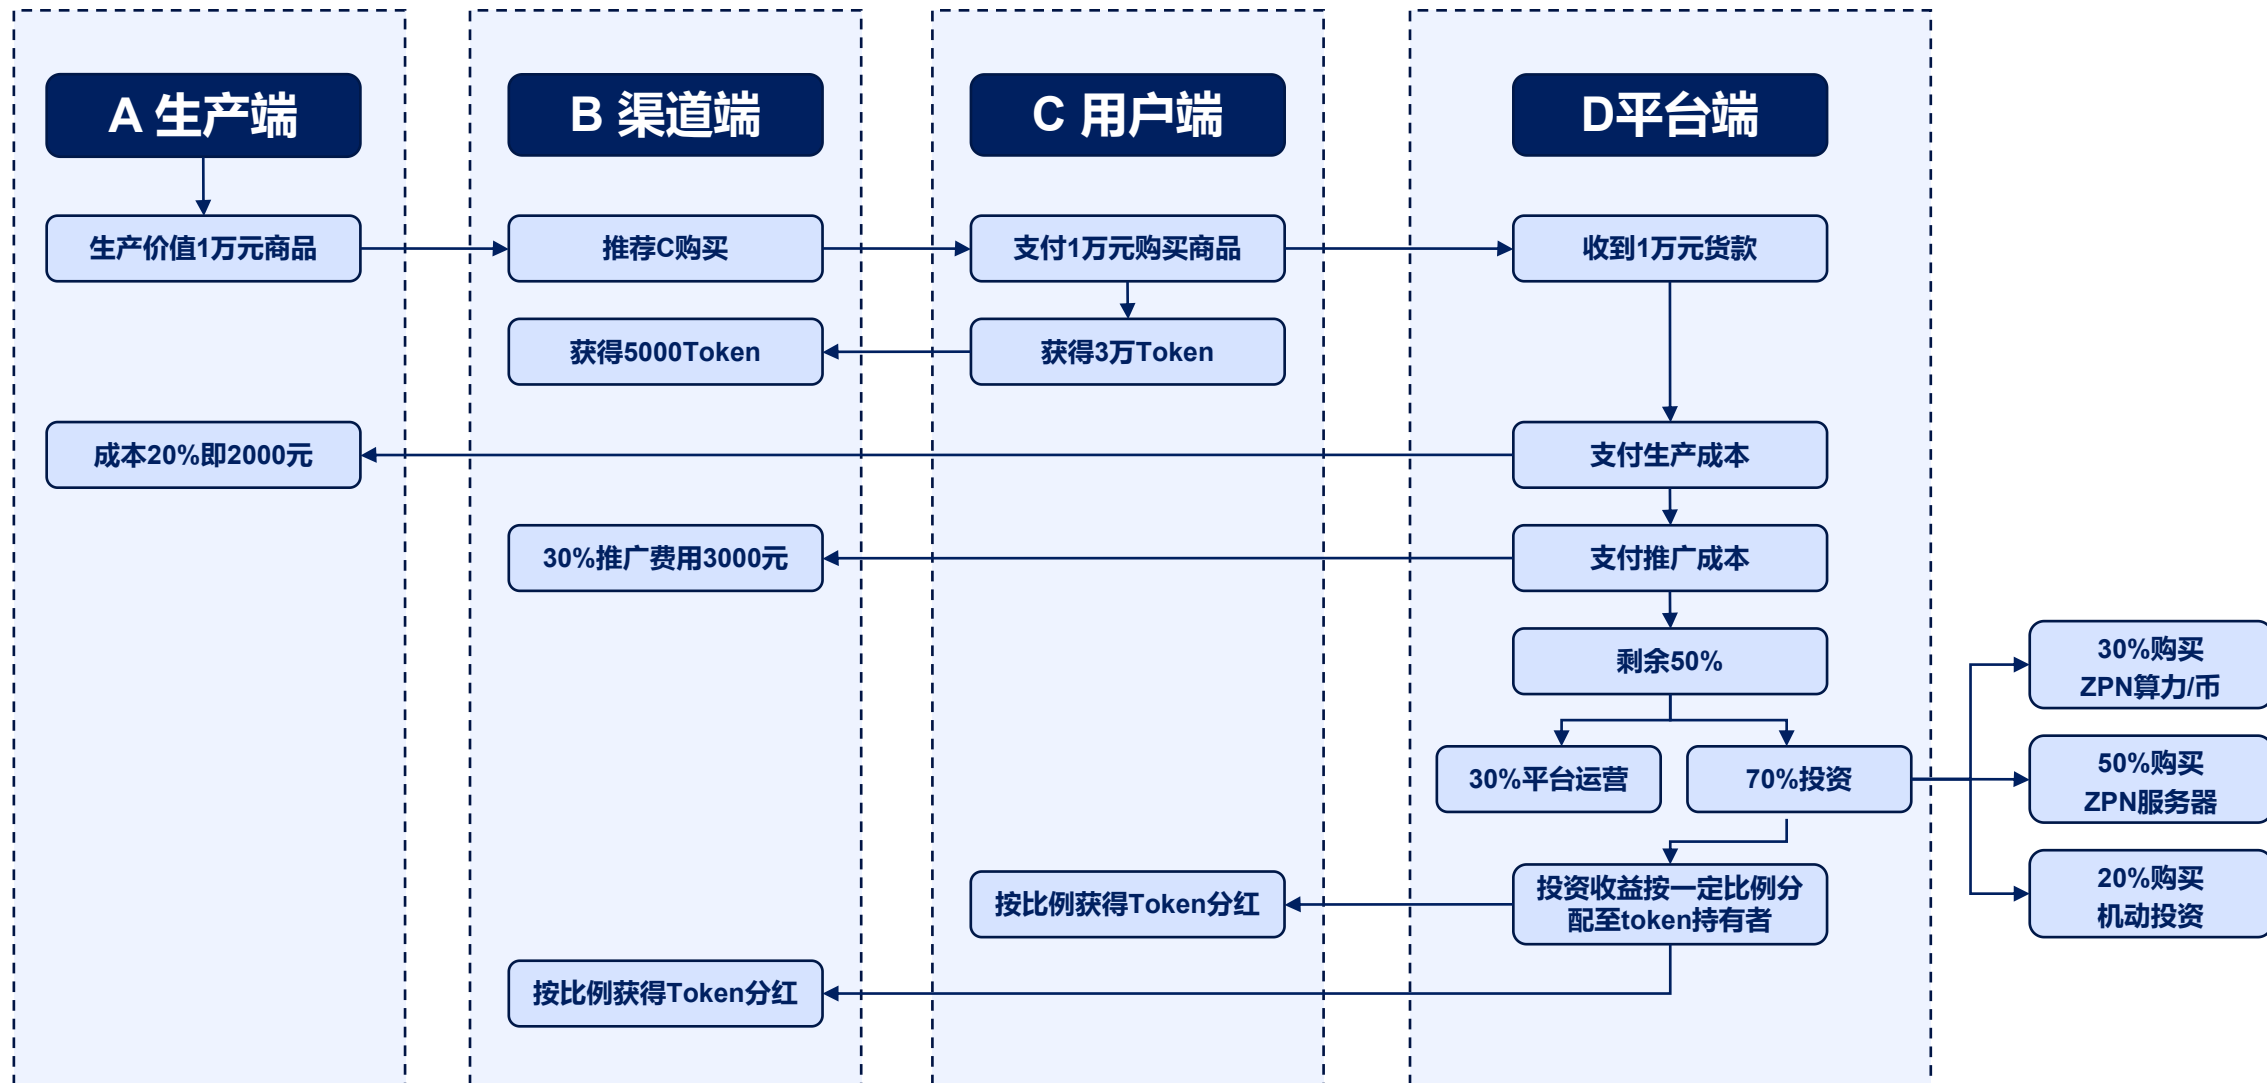 A 生产端
B 渠道端
C 用户端
D平台端
生产价值1万元商品
推荐C购买
支付1万元购买商品
收到1万元货款
获得5000Token
获得3万Token
成本20%即2000元
支付生产成本
30%推广费用3000元
支付推广成本
剩余50%
30%平台运营
70%投资
30%购买
ZPN算力/币
50%购买
ZPN服务器
20%购买
机动投资
按比例获得Token分红
投资收益按一定比例分
配至token持有者
按比例获得Token分红